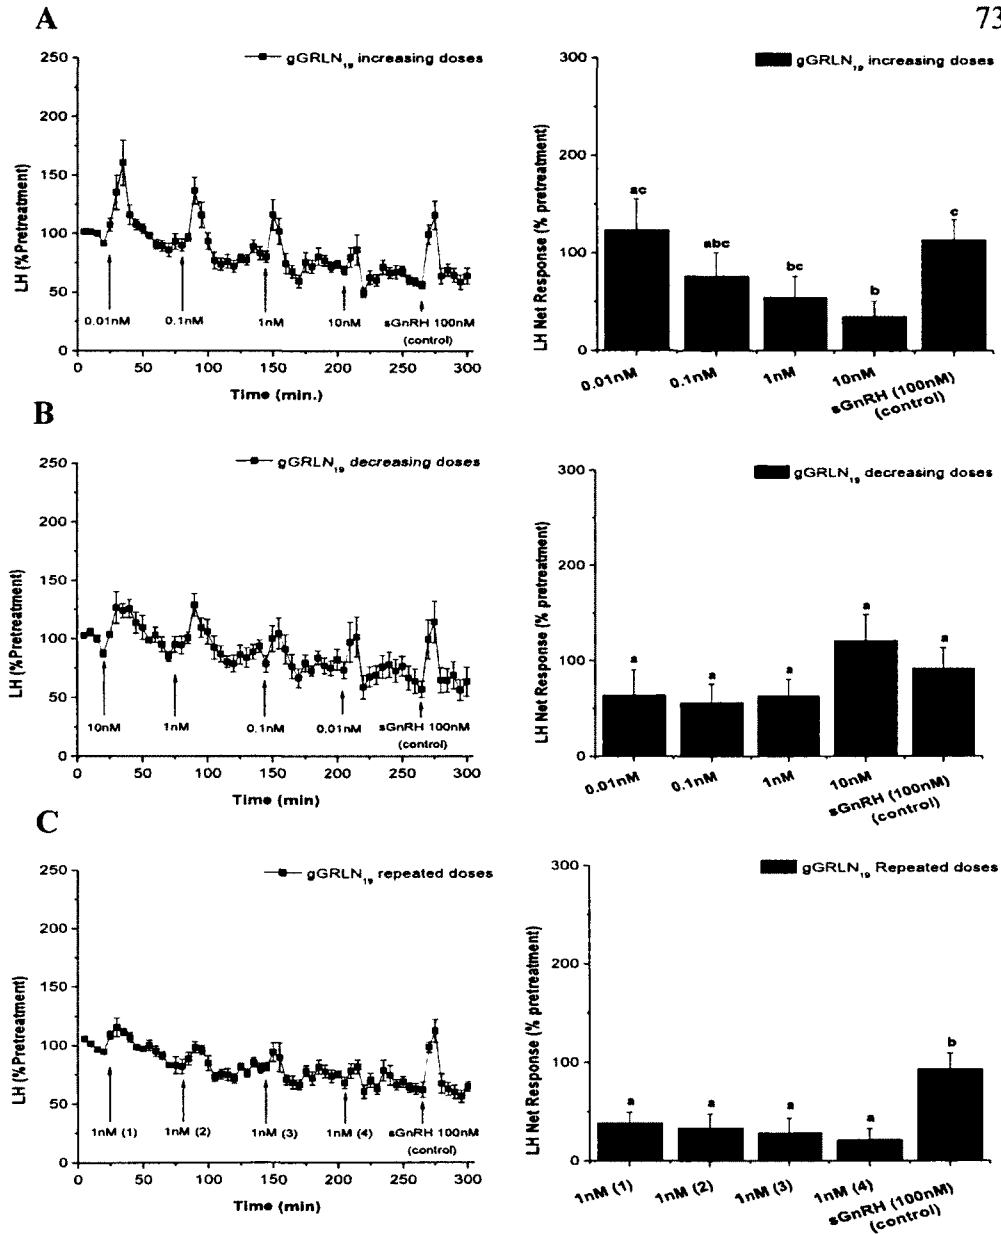 73
A
gGRLN19 increasing doses
LH (%Pretreatment)
250
200
150
100
50
0
0.01nM
0.1nM
1nM
10nM
sGnRH 100nM
(control)
0 50 100 150 200 250 300
Time (min.)
gGRLN19 increasing doses
LH Net Response (% pretreatment)
300
200
100
0
ac
abc
bc
b
c
0.01nM
0.1nM
1nM
10nM
sGnRH (100nM)
(control)
B
gGRLN19 decreasing doses
LH (%Pretreatment)
250
200
150
100
50
0
10nM
1nM
0.1nM
0.01nM
sGnRH 100nM
(control)
0 50 100 150 200 250 300
Time (min)
gGRLN19 decreasing doses
LH Net Response (% pretreatment)
300
200
100
0
a
a
a
a
a
0.01nM
0.1nM
1nM
10nM
sGnRH (100nM)
(control)
C
gGRLN19 repeated doses
LH (%Pretreatment)
250
200
150
100
50
0
1nM (1)
1nM (2)
1nM (3)
1nM (4)
sGnRH 100nM
(control)
0 50 100 150 200 250 300
Time (min)
gGRLN19 Repeated doses
LH Net Response (% pretreatment)
300
200
100
0
a
a
a
a
b
1nM (1)
1nM (2)
1nM (3)
1nM (4)
sGnRH (100nM)
(control)